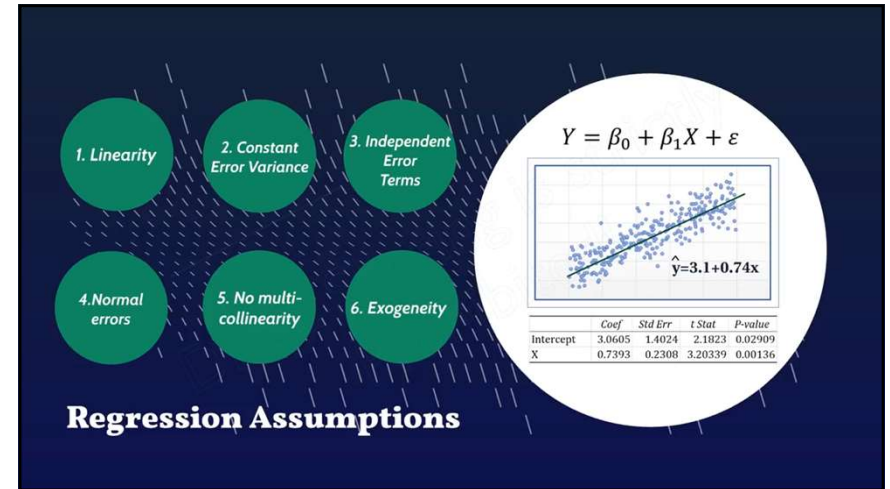 1. Linearity
2. Constant
Error Variance
3. Independent
Error
Terms
4.Normal
errors
5. No multi-
collinearity
6. Exogeneity
Regression Assumptions
Y = β₀ + β₁X + ε
ŷ=3.1+0.74x
Coef Std Err t Stat P-value
Intercept 3.0605 1.4024 2.1823 0.02909
X 0.7393 0.2308 3.20339 0.00136